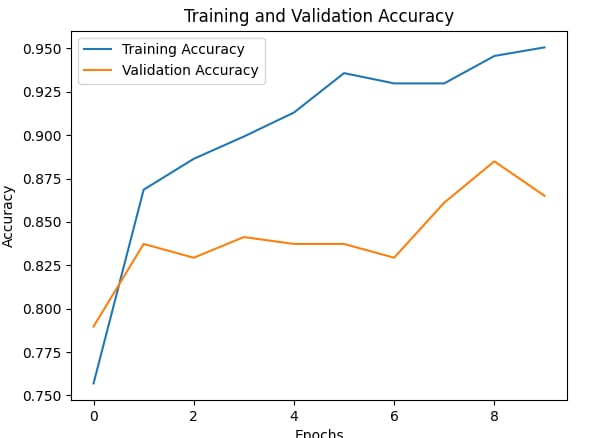 Training and Validation Accuracy
Training Accuracy
Validation Accuracy
Accuracy
0.950
0.925
0.900
0.875
0.850
0.825
0.800
0.775
0.750
0 2 4 6 8
Epochs